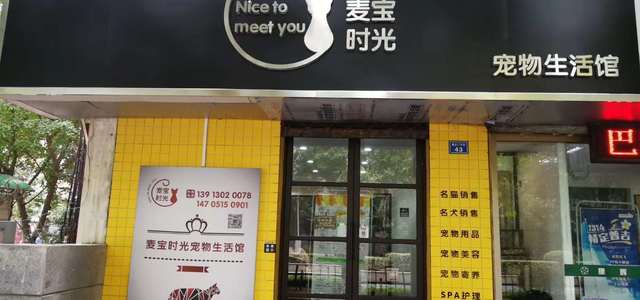 Nice to
meet you
麦宝
时光
宠物生活馆
43
巴
麦宝
时光
139 1302 0078
147 0515 0901
麦宝时光宠物生活馆
名猫销售
名犬销售
宠物用品
宠物美容
宠物寄养
SPA护理
1314